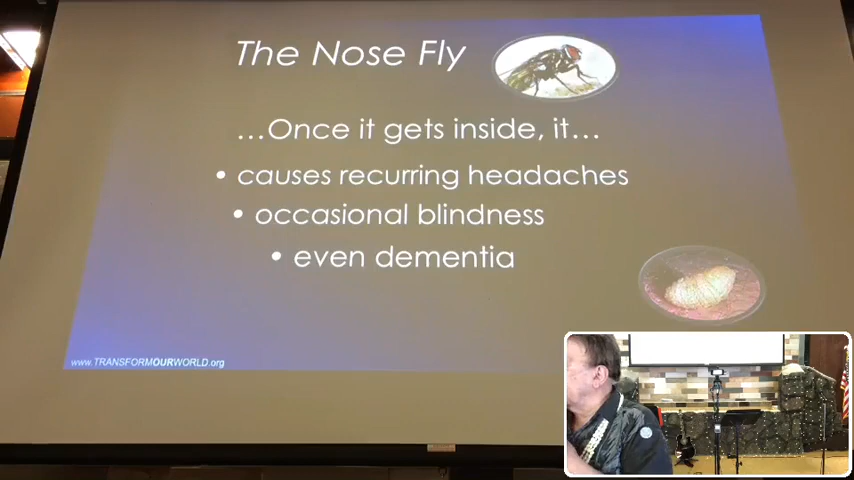 The Nose Fly
...Once it gets inside, it...
• causes recurring headaches
• occasional blindness
• even dementia
www.TRANSFORMOURWORLD.org